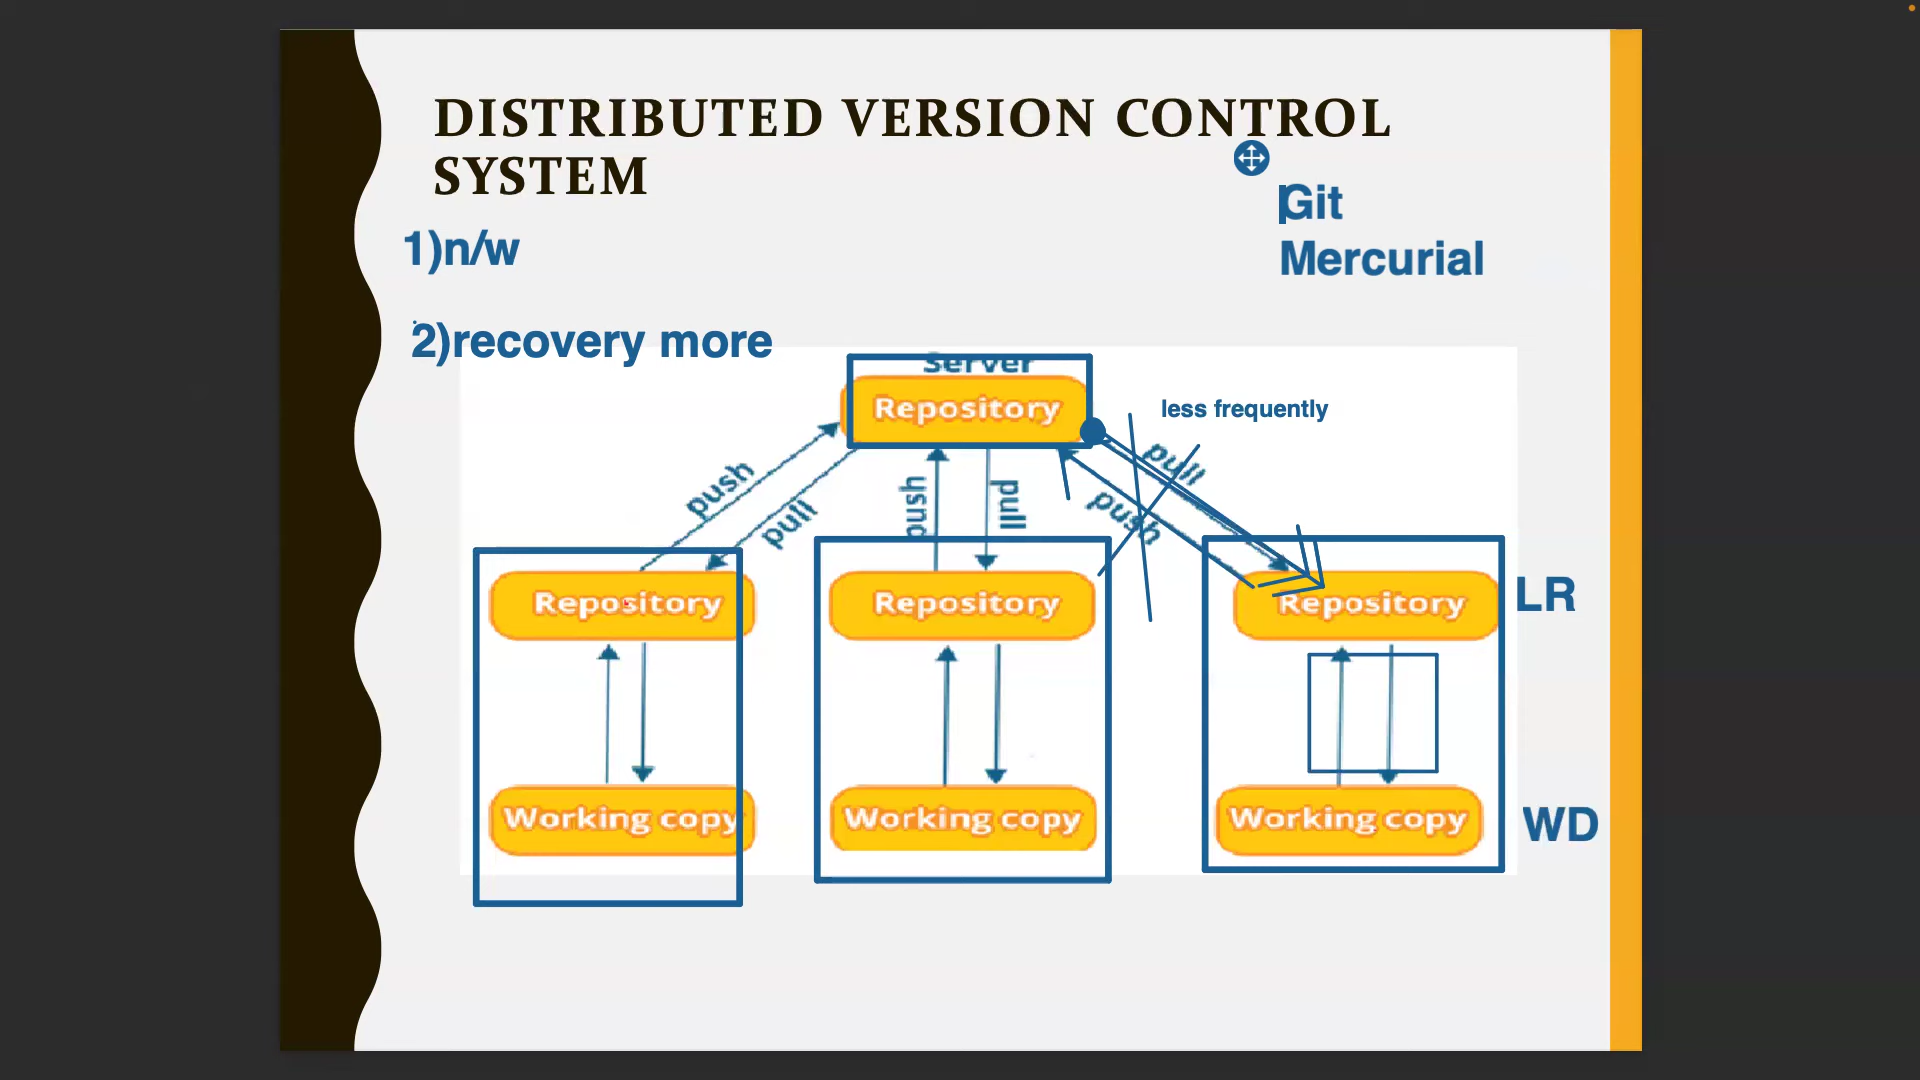 DISTRIBUTED VERSION CONTROL
SYSTEM
Git
Mercurial
1)n/w
2)recovery more
Server
Repository
less frequently
push
pull
push
pull
push
pull
Repository
Repository
Repository
LR
Working copy
Working copy
Working copy
WD